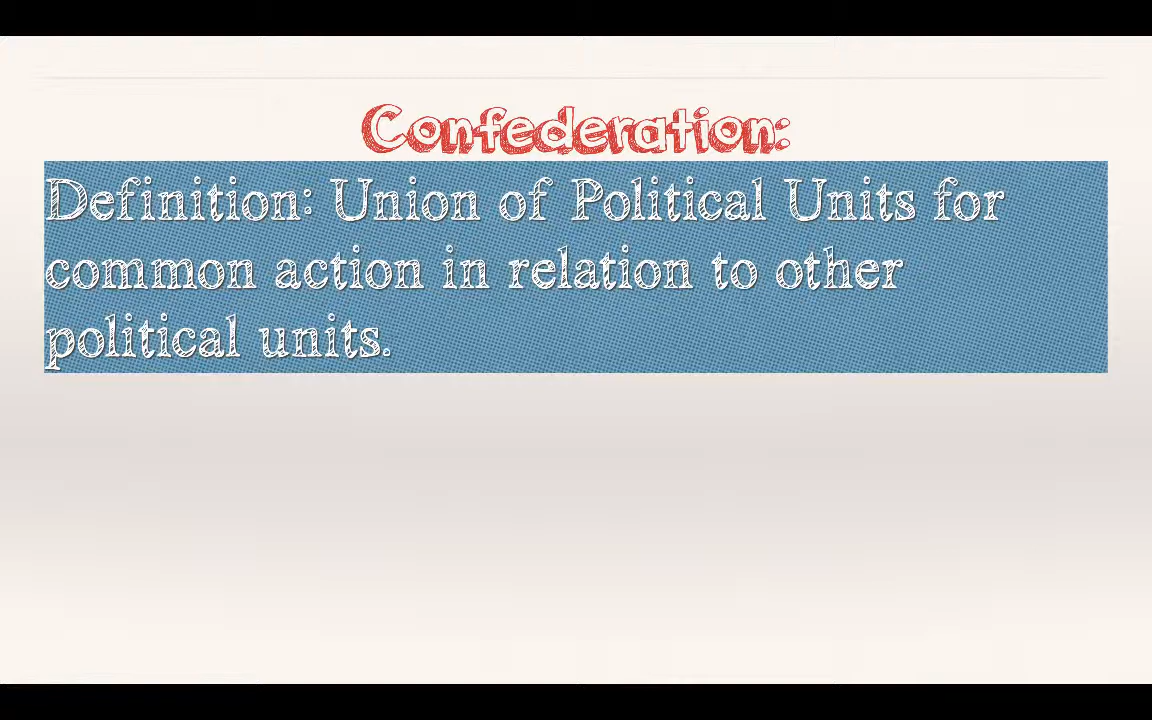 Confederation:
Definition: Union of Political Units for
common action in relation to other
political units.